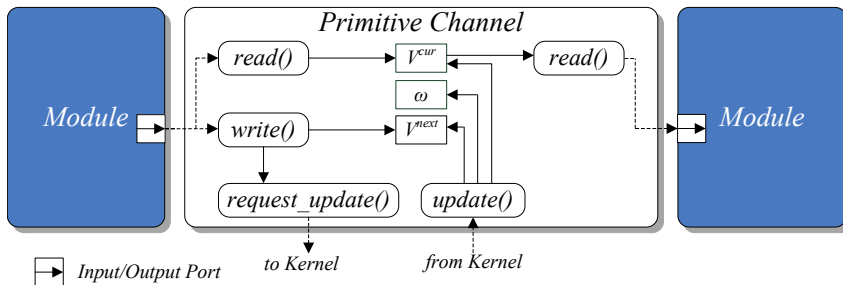 Primitive Channel
read()
V^cur
read()
ω
Module
Module
write()
V^next
request_update()
update()
to Kernel
from Kernel
Input/Output Port